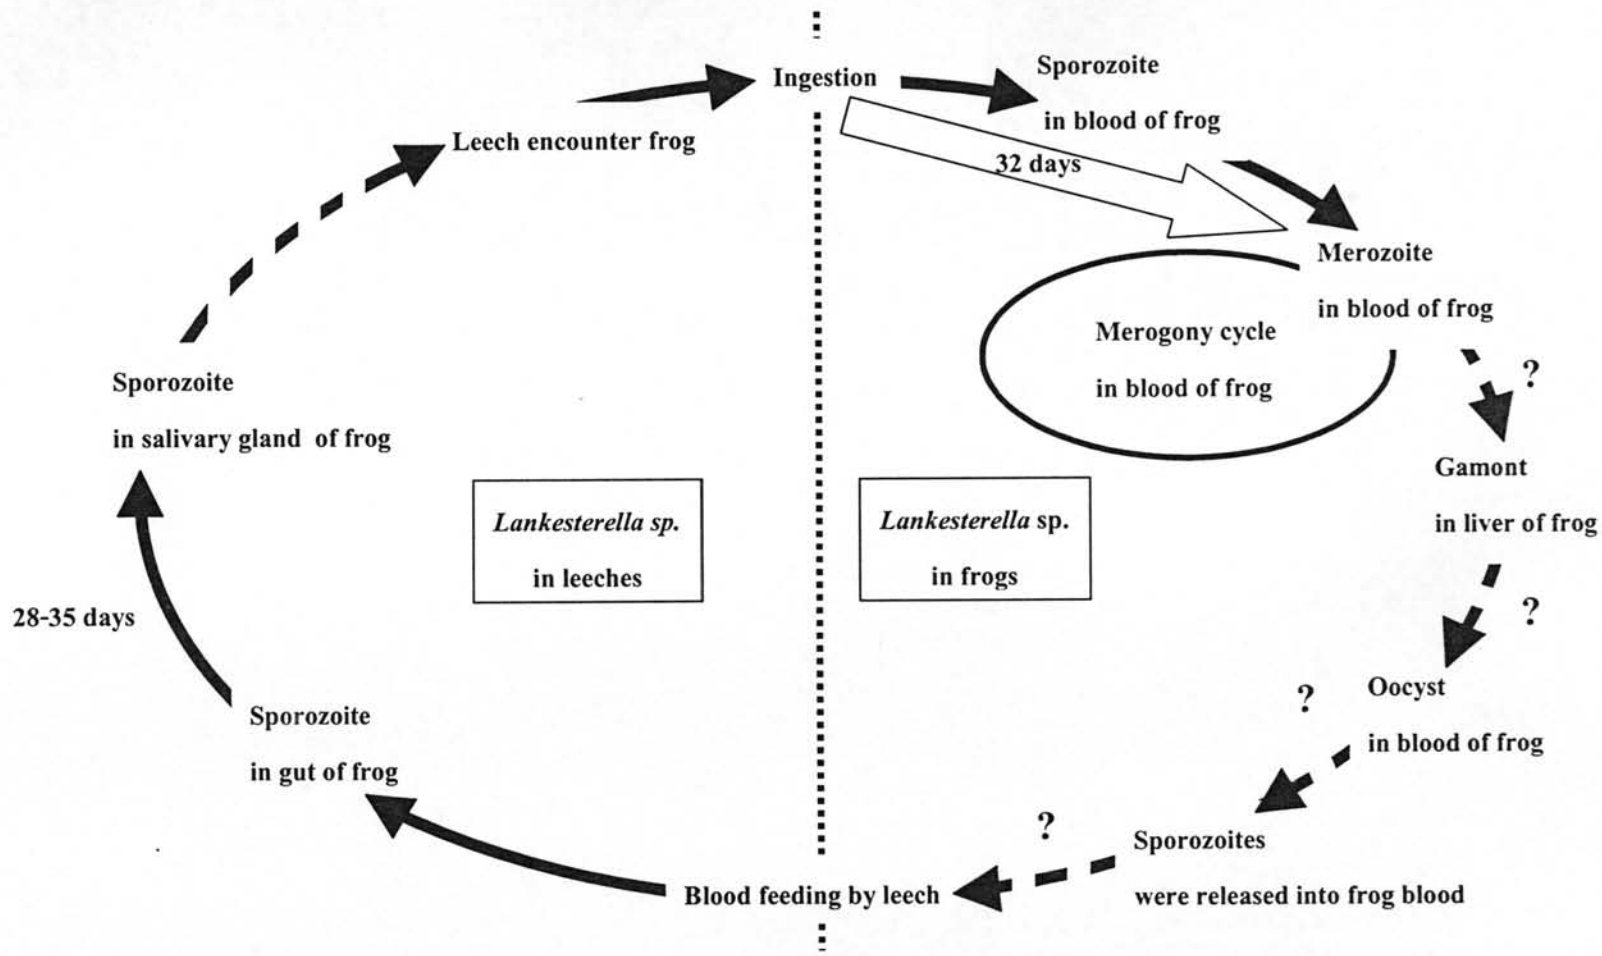 Ingestion
Sporozoite
in blood of frog
32 days
Leech encounter frog
Merozoite
in blood of frog
Merogony cycle
in blood of frog
?
Sporozoite
in salivary gland of frog
Gamont
in liver of frog
Lankesterella sp.
in leeches
Lankesterella sp.
in frogs
?
28-35 days
Oocyst
in blood of frog
?
Sporozoite
in gut of frog
?
Sporozoites
were released into frog blood
Blood feeding by leech